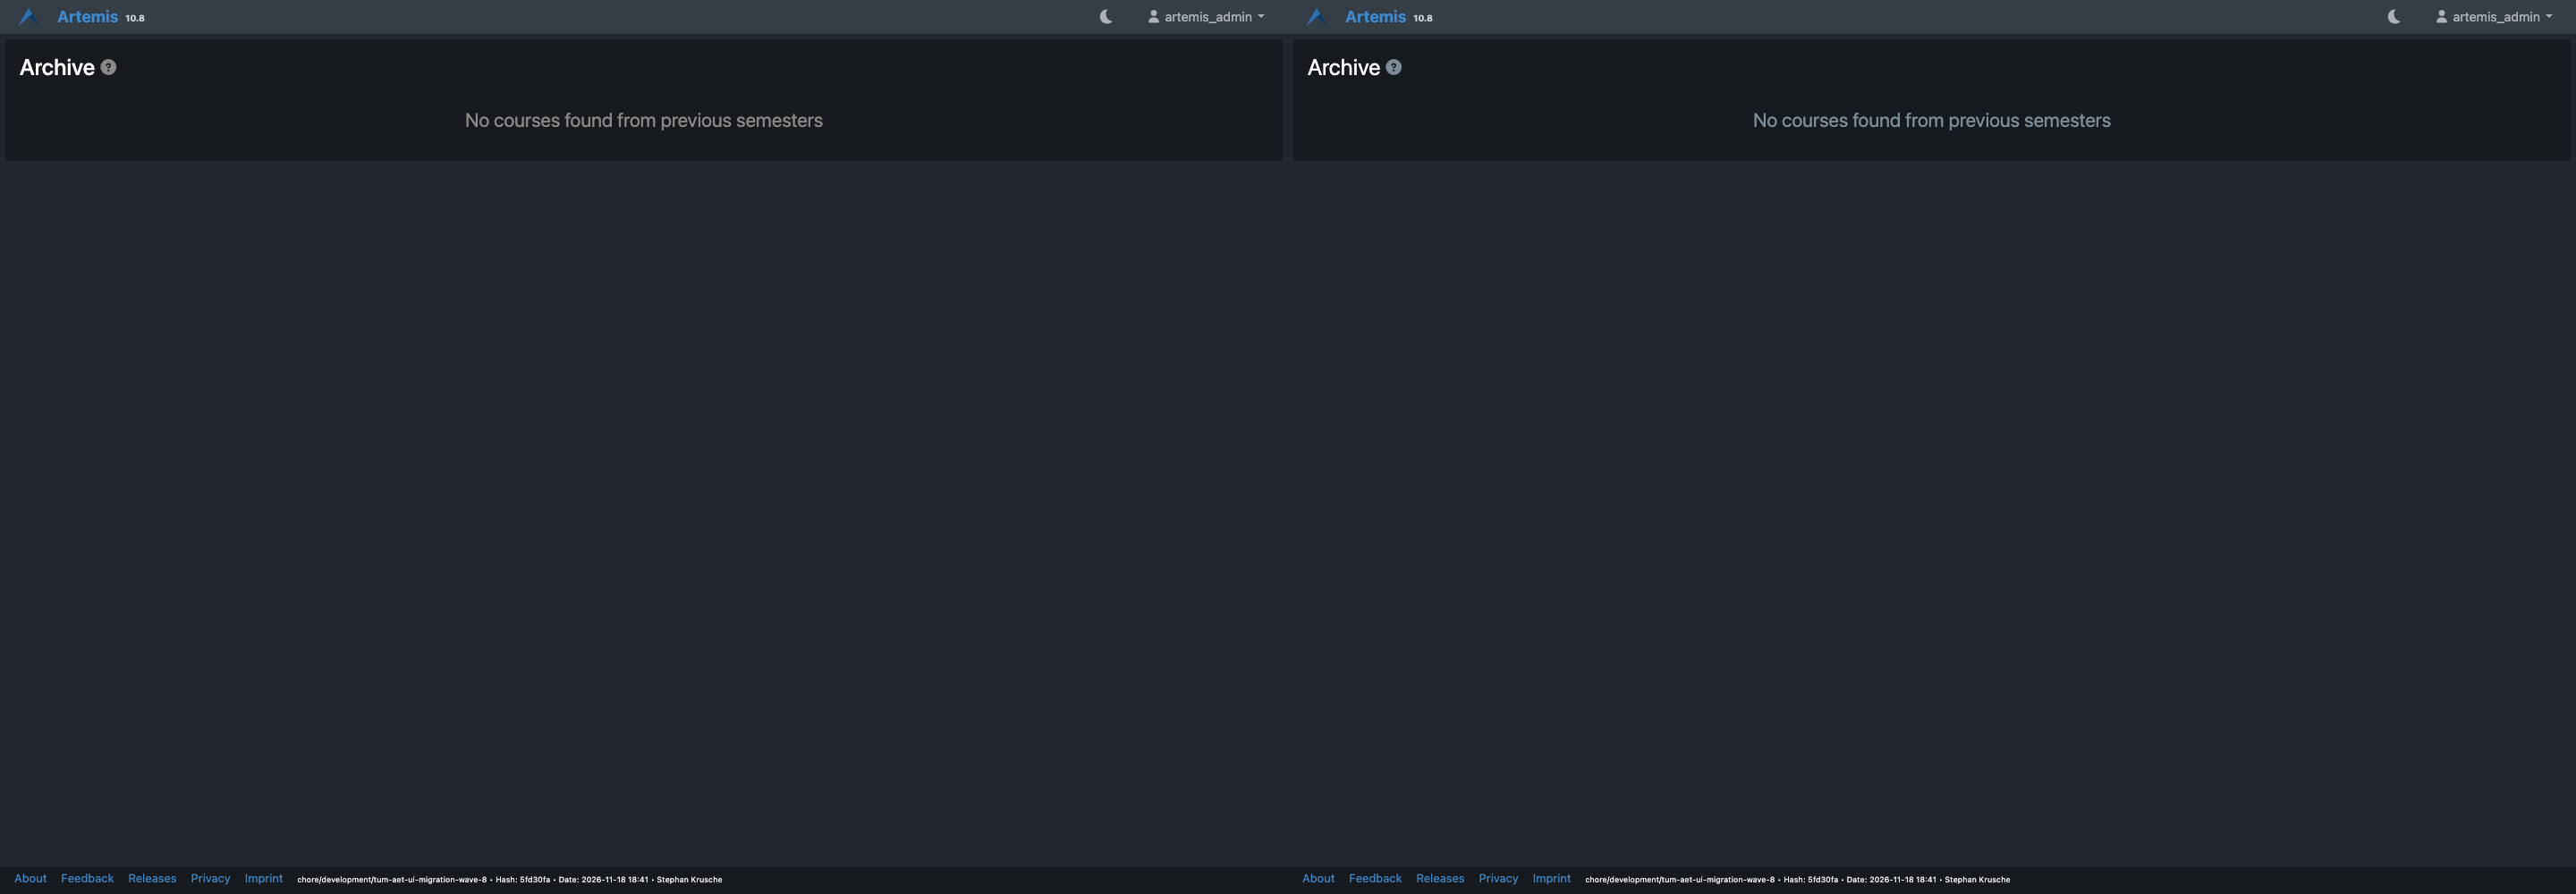 Artemis 10.8
artemis_admin
Archive ?
No courses found from previous semesters
About Feedback Releases Privacy Imprint chore/development/tum-aet-ui-migration-wave-8 • Hash: 5fd30fa • Date: 2026-11-18 18:41 • Stephan Krusche
Artemis 10.8
artemis_admin
Archive ?
No courses found from previous semesters
About Feedback Releases Privacy Imprint chore/development/tum-aet-ui-migration-wave-8 • Hash: 5fd30fa • Date: 2026-11-18 18:41 • Stephan Krusche